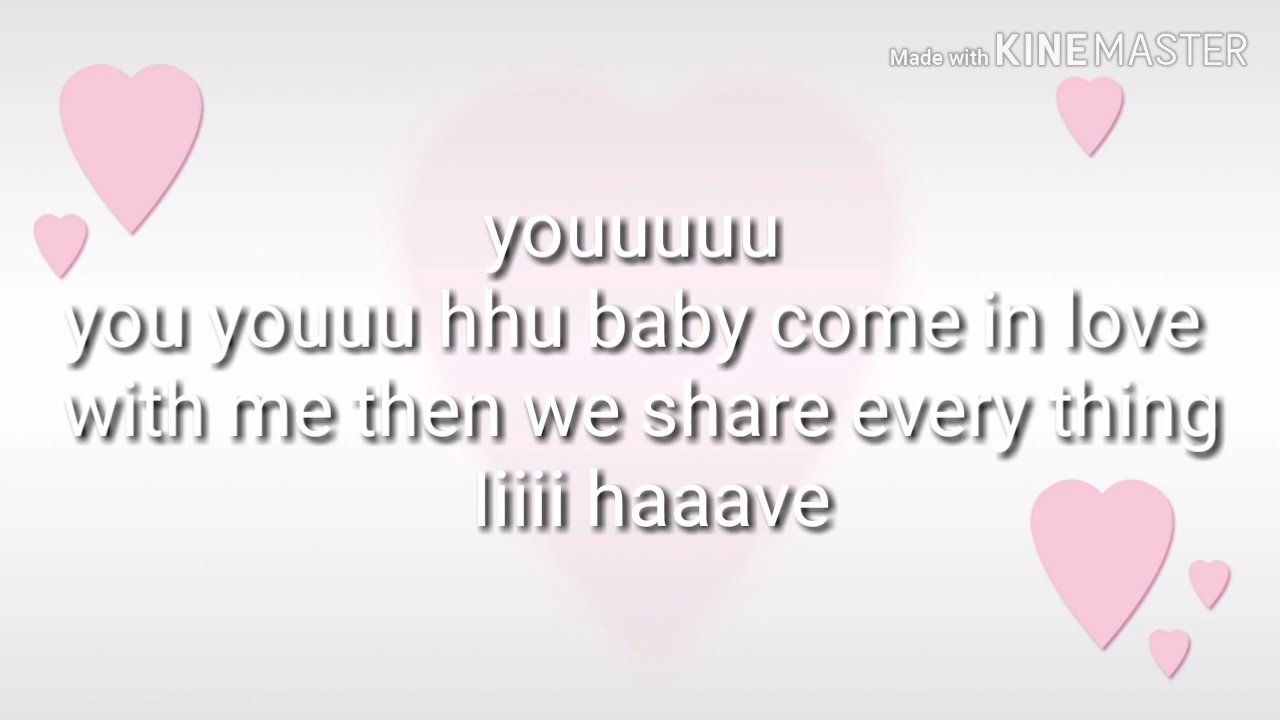 Made with KINEMASTER
youuuuu
you youuu hhu baby come in love
with me then we share every thing
Iiiii haaave